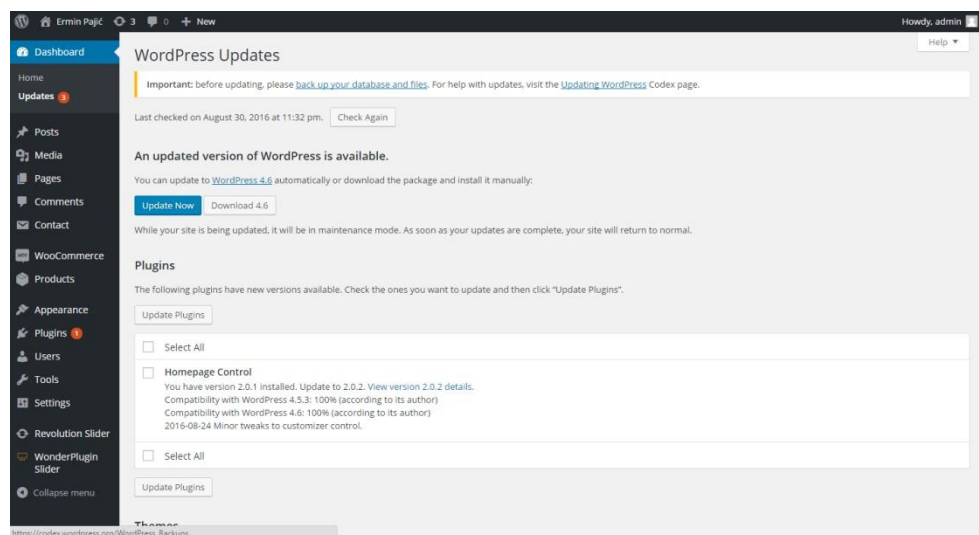 Ermin Pajić 3 0 New Howdy, admin
Dashboard
Home
Updates 3
Posts
Media
Pages
Comments
Contact
WooCommerce
Products
Appearance
Plugins 1
Users
Tools
Settings
Revolution Slider
WonderPlugin
Slider
Collapse menu
Help
WordPress Updates
Important: before updating, please back up your database and files. For help with updates, visit the Updating WordPress Codex page.
Last checked on August 30, 2016 at 11:32 pm. Check Again
An updated version of WordPress is available.
You can update to WordPress 4.6 automatically or download the package and install it manually:
Update Now Download 4.6
While your site is being updated, it will be in maintenance mode. As soon as your updates are complete, your site will return to normal.
Plugins
The following plugins have new versions available. Check the ones you want to update and then click "Update Plugins".
Update Plugins
Select All
Homepage Control
You have version 2.0.1 installed. Update to 2.0.2. View version 2.0.2 details.
Compatibility with WordPress 4.5.3: 100% (according to its author)
Compatibility with WordPress 4.6: 100% (according to its author)
2016-08-24 Minor tweaks to customizer control.
Select All
Update Plugins
Themes
https://codex.wordpress.org/WordPress_Backups